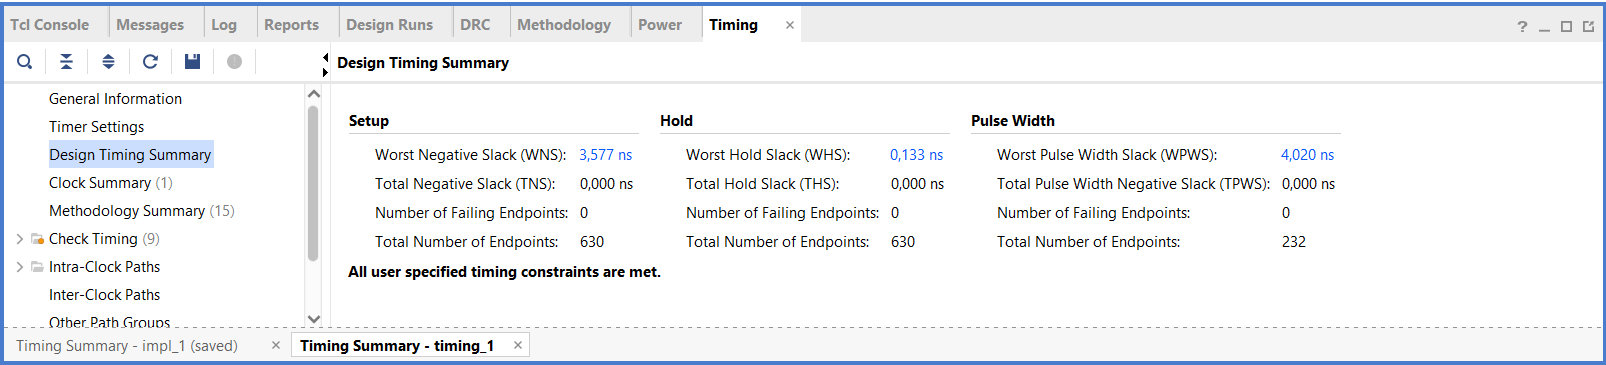 Tcl Console Messages Log Reports Design Runs DRC Methodology Power Timing × ?
Design Timing Summary
General Information
Timer Settings
Design Timing Summary
Clock Summary (1)
Methodology Summary (15)
Check Timing (9)
Intra-Clock Paths
Inter-Clock Paths
Other Path Groups
Setup
Worst Negative Slack (WNS): 3,577 ns
Total Negative Slack (TNS): 0,000 ns
Number of Failing Endpoints: 0
Total Number of Endpoints: 630
Hold
Worst Hold Slack (WHS): 0,133 ns
Total Hold Slack (THS): 0,000 ns
Number of Failing Endpoints: 0
Total Number of Endpoints: 630
Pulse Width
Worst Pulse Width Slack (WPWS): 4,020 ns
Total Pulse Width Negative Slack (TPWS): 0,000 ns
Number of Failing Endpoints: 0
Total Number of Endpoints: 232
All user specified timing constraints are met.
Timing Summary - impl_1 (saved) × Timing Summary - timing_1 ×